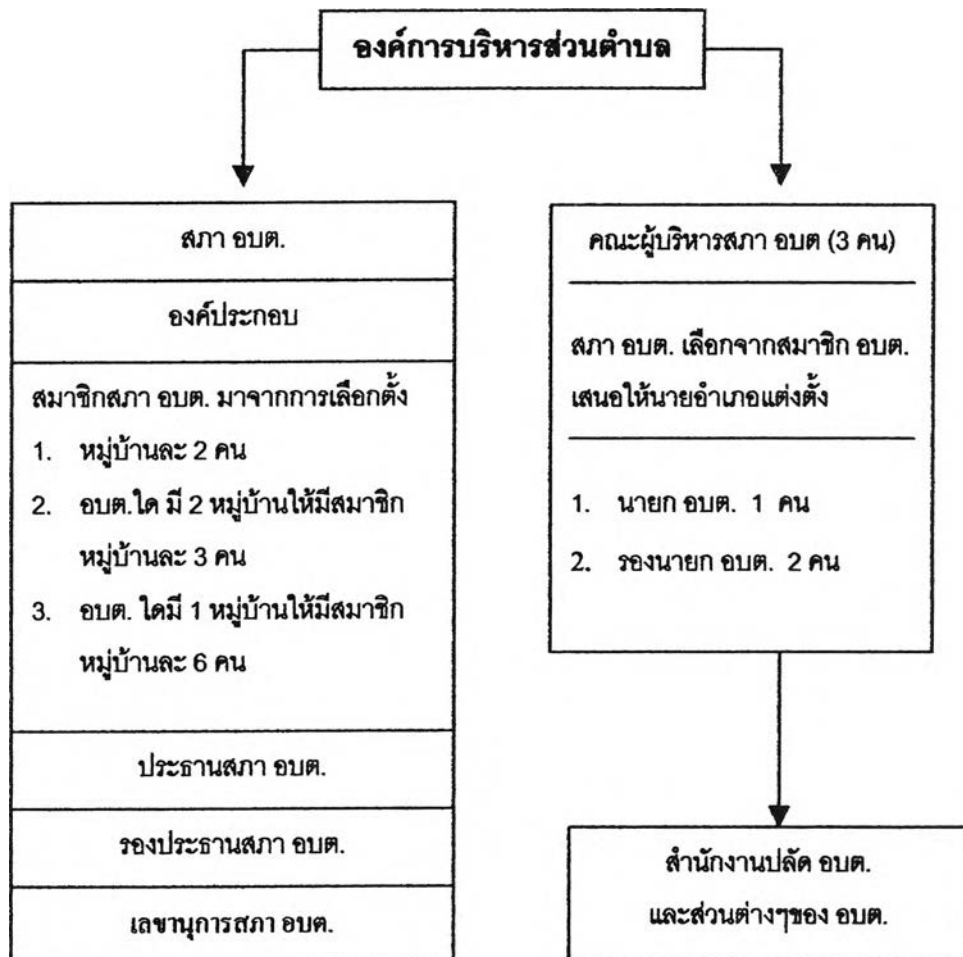 องค์การบริหารส่วนตำบล
สภา อบต.
องค์ประกอบ
สมาชิกสภา อบต. มาจากการเลือกตั้ง
1. หมู่บ้านละ 2 คน
2. อบต.ใด มี 2 หมู่บ้านให้มีสมาชิก
หมู่บ้านละ 3 คน
3. อบต. ใดมี 1 หมู่บ้านให้มีสมาชิก
หมู่บ้านละ 6 คน
ประธานสภา อบต.
รองประธานสภา อบต.
เลขานุการสภา อบต.
คณะผู้บริหารสภา อบต (3 คน)
สภา อบต. เลือกจากสมาชิก อบต.
เสนอให้นายอำเภอแต่งตั้ง
1. นายก อบต. 1 คน
2. รองนายก อบต. 2 คน
สำนักงานปลัด อบต.
และส่วนต่างๆของ อบต.